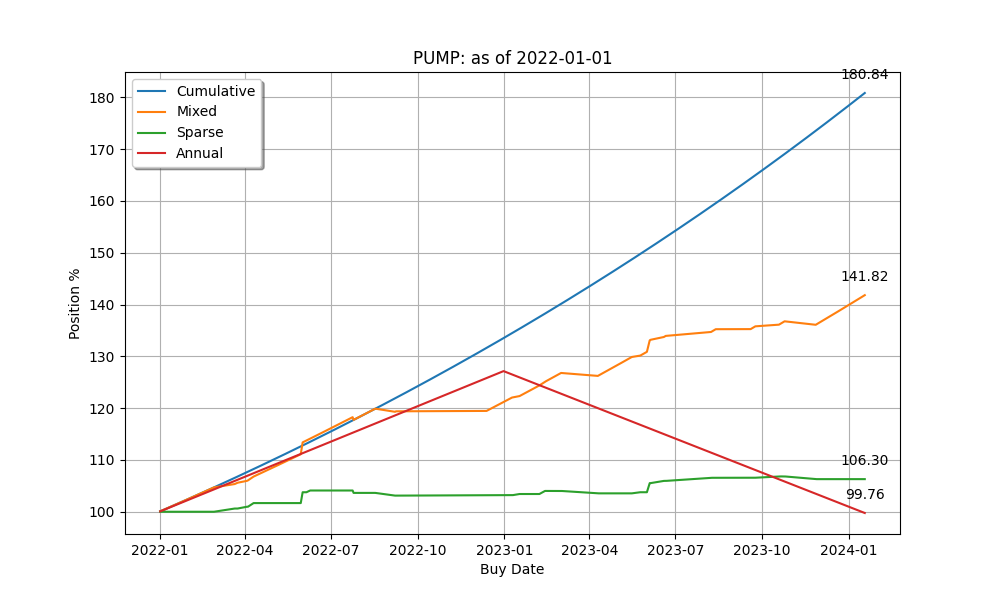 PUMP: as of 2022-01-01
180.84
Cumulative
Mixed
Sparse
Annual
141.82
106.30
99.76
180
170
160
150
140
130
120
110
100
Position %
2022-01 2022-04 2022-07 2022-10 2023-01 2023-04 2023-07 2023-10 2024-01
Buy Date